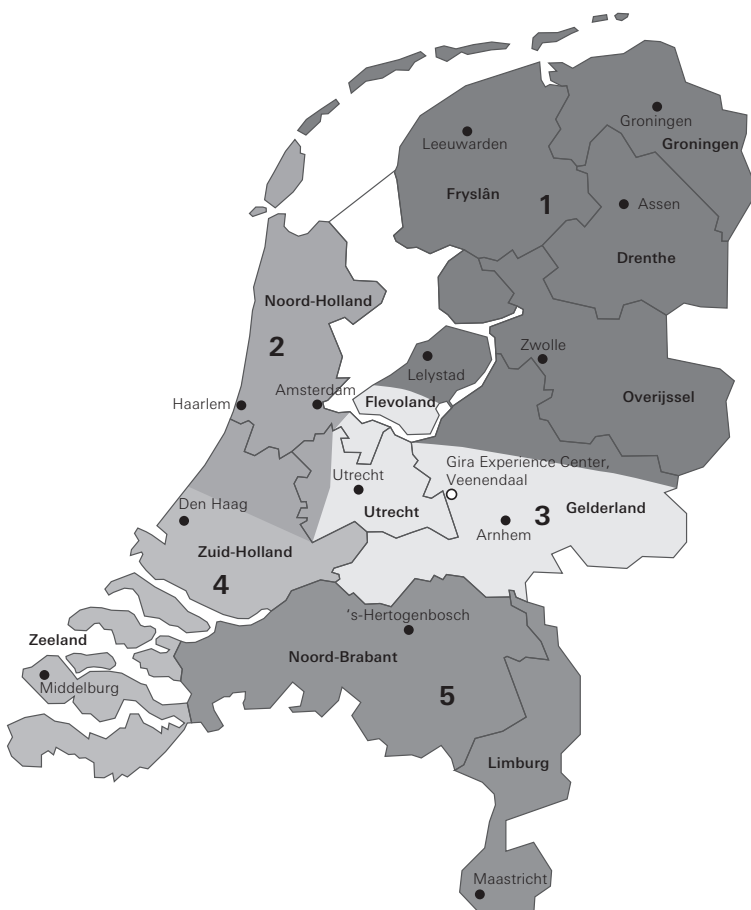 Groningen
Groningen
Leeuwarden
Fryslân
1
Assen
Drenthe
Noord-Holland
2
Zwolle
Lelystad
Amsterdam
Haarlem
Flevoland
Overijssel
Gira Experience Center,
Veenendaal
Utrecht
Den Haag
Utrecht
3
Gelderland
Arnhem
Zuid-Holland
4
's-Hertogenbosch
Zeeland
Noord-Brabant
Middelburg
5
Limburg
Maastricht